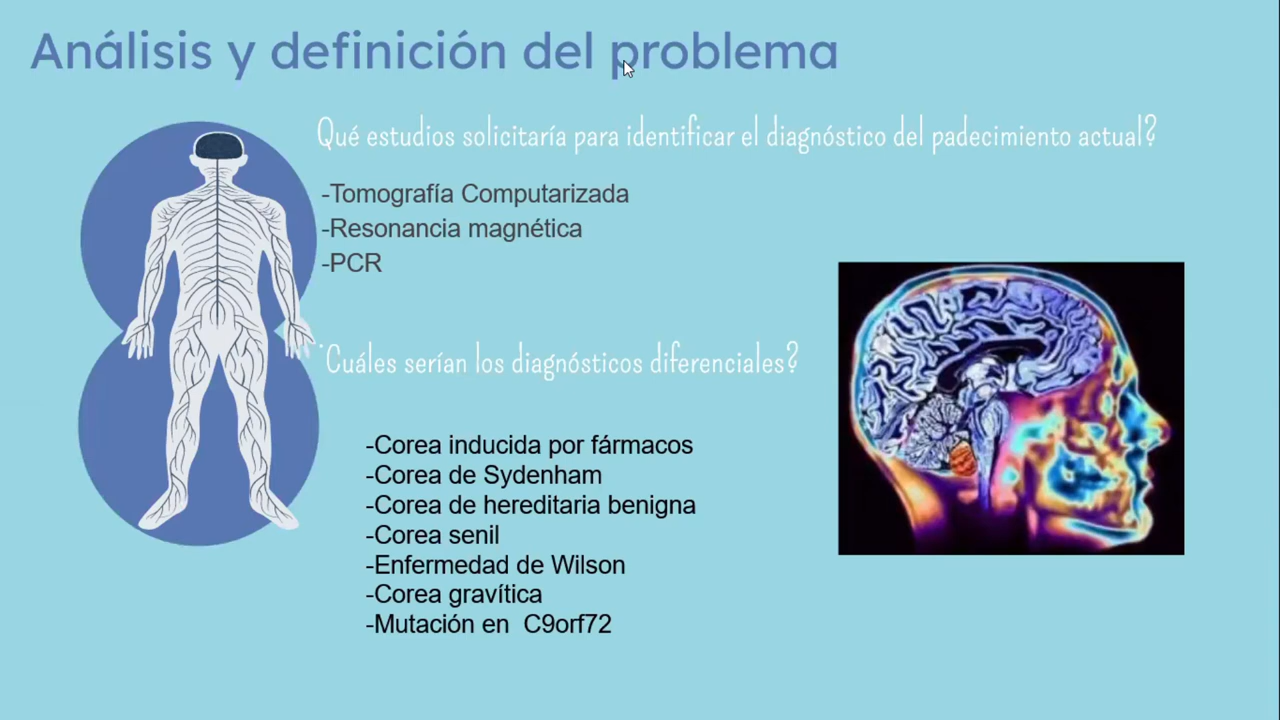 Análisis y definición del problema
Qué estudios solicitaría para identificar el diagnóstico del padecimiento actual?
-Tomografía Computarizada
-Resonancia magnética
-PCR
Cuáles serían los diagnósticos diferenciales?
-Corea inducida por fármacos
-Corea de Sydenham
-Corea de hereditaria benigna
-Corea senil
-Enfermedad de Wilson
-Corea gravítica
-Mutación en C9orf72